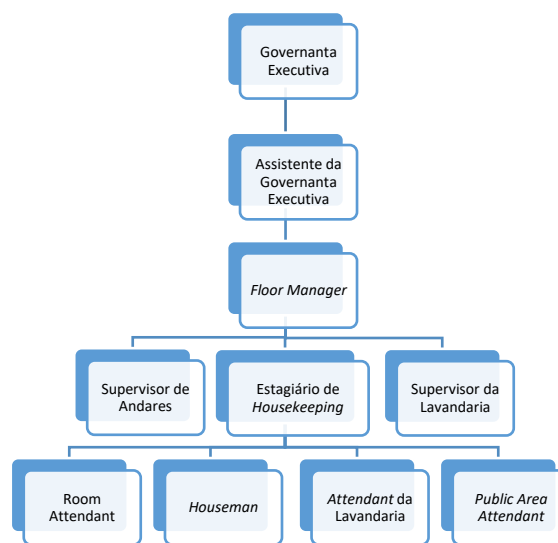 Governanta
Executiva
Assistente da
Governanta
Executiva
Floor Manager
Supervisor de
Andares
Estagiário de
Housekeeping
Supervisor da
Lavandaria
Room
Attendant
Houseman
Attendant da
Lavandaria
Public Area
Attendant